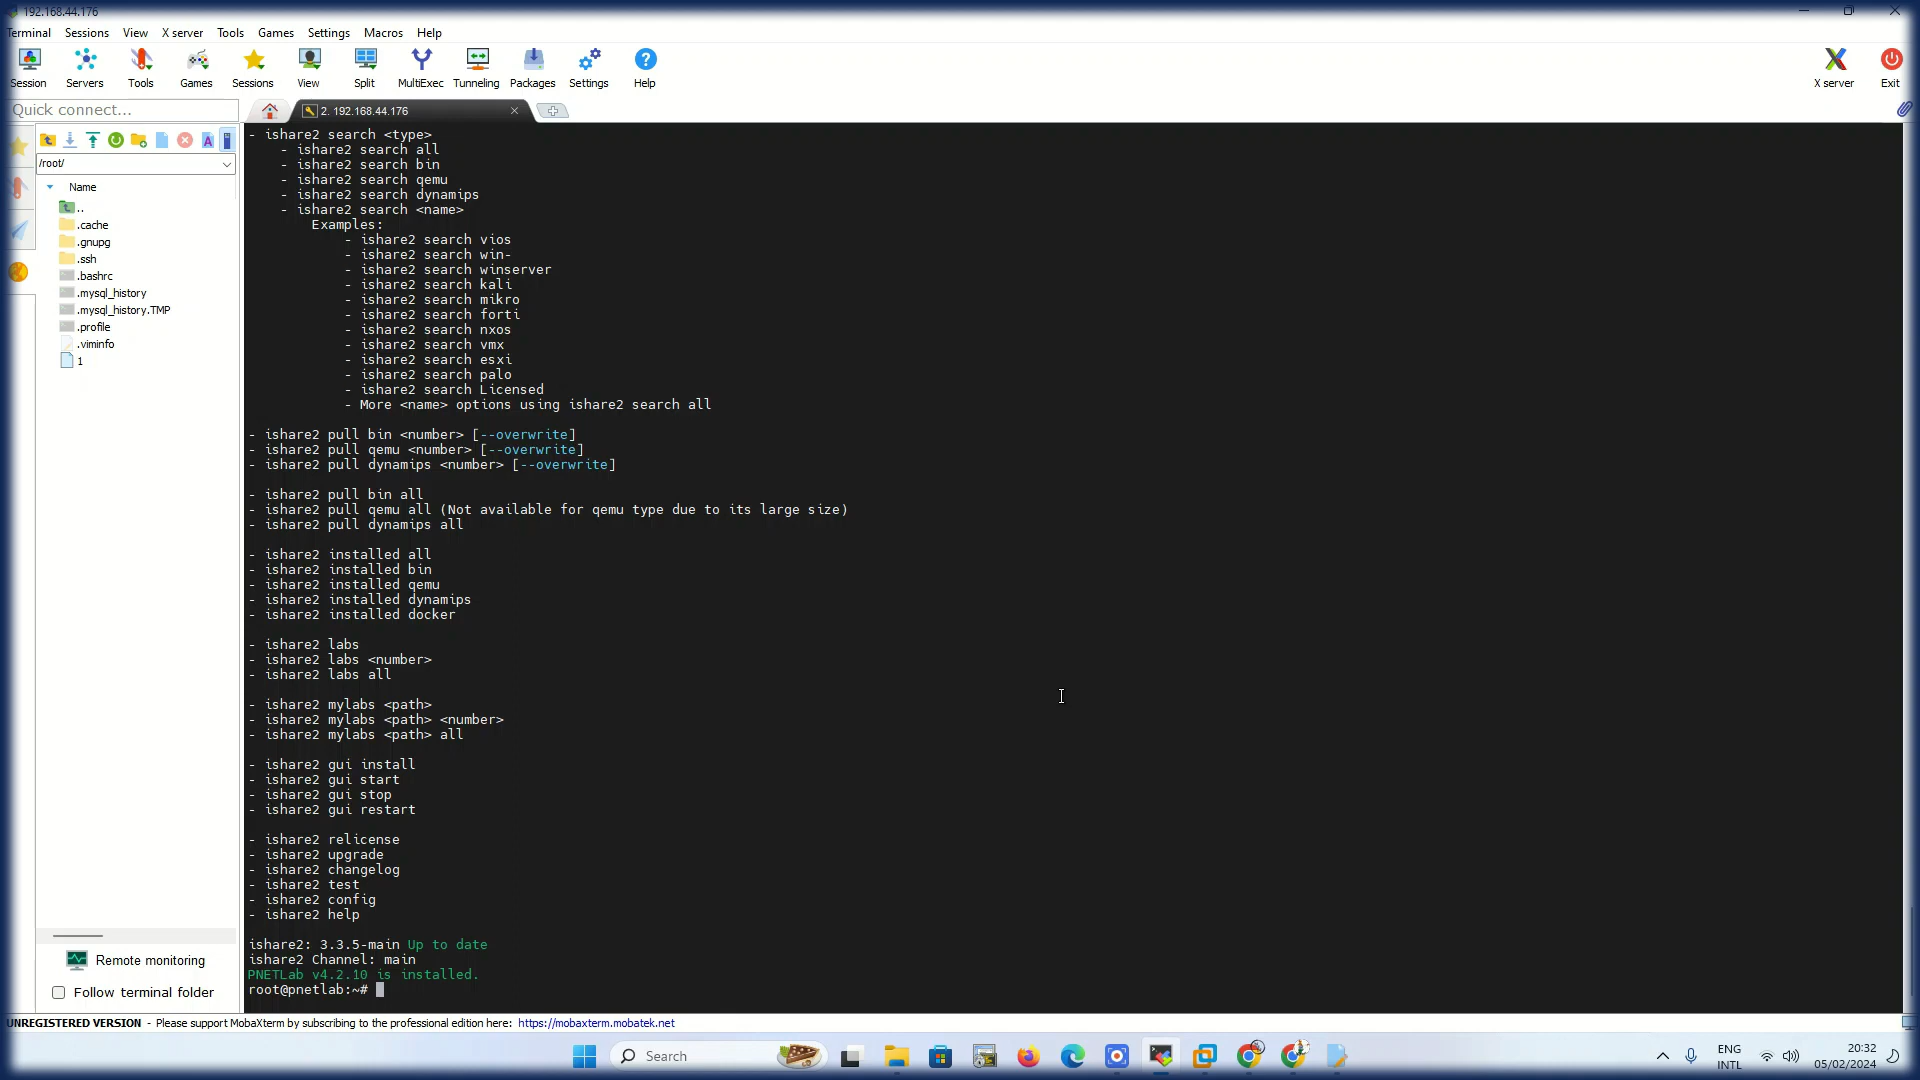 192.168.44.176
Terminal Sessions View X server Tools Games Settings Macros Help
Session Servers Tools Games Sessions View Split MultiExec Tunneling Packages Settings Help X server Exit
Quick connect...
2. 192.168.44.176
/root/
Name
..
.cache
.gnupg
.ssh
.bashrc
.mysql_history
.mysql_history.TMP
.profile
.viminfo
1
Remote monitoring
Follow terminal folder
- ishare2 search <type>
- ishare2 search all
- ishare2 search bin
- ishare2 search qemu
- ishare2 search dynamips
- ishare2 search <name>
Examples:
- ishare2 search vios
- ishare2 search win-
- ishare2 search winserver
- ishare2 search kali
- ishare2 search mikro
- ishare2 search forti
- ishare2 search nxos
- ishare2 search vmx
- ishare2 search esxi
- ishare2 search palo
- ishare2 search Licensed
- More <name> options using ishare2 search all
- ishare2 pull bin <number> [--overwrite]
- ishare2 pull qemu <number> [--overwrite]
- ishare2 pull dynamips <number> [--overwrite]
- ishare2 pull bin all
- ishare2 pull qemu all (Not available for qemu type due to its large size)
- ishare2 pull dynamips all
- ishare2 installed all
- ishare2 installed bin
- ishare2 installed qemu
- ishare2 installed dynamips
- ishare2 installed docker
- ishare2 labs
- ishare2 labs <number>
- ishare2 labs all
- ishare2 mylabs <path>
- ishare2 mylabs <path> <number>
- ishare2 mylabs <path> all
- ishare2 gui install
- ishare2 gui start
- ishare2 gui stop
- ishare2 gui restart
- ishare2 relicense
- ishare2 upgrade
- ishare2 changelog
- ishare2 test
- ishare2 config
- ishare2 help
ishare2: 3.3.5-main Up to date
ishare2 Channel: main
PNETLab v4.2.10 is installed.
root@pnetlab:~#
UNREGISTERED VERSION - Please support MobaXterm by subscribing to the professional edition here: https://mobaxterm.mobatek.net
Search
ENG
INTL
20:32
05/02/2024